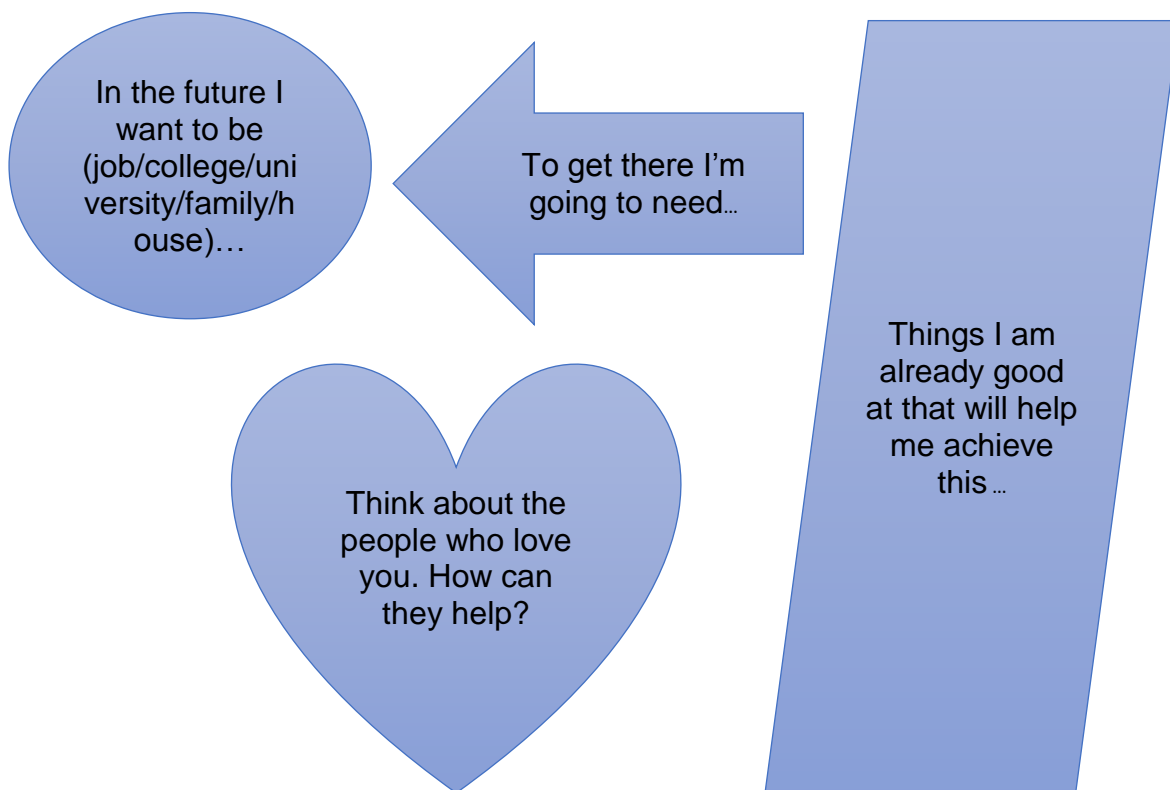 In the future I
want to be
(job/college/uni
versity/family/h
ouse)…
To get there I’m
going to need…
Things I am
already good
at that will help
me achieve
this …
Think about the
people who love
you. How can
they help?